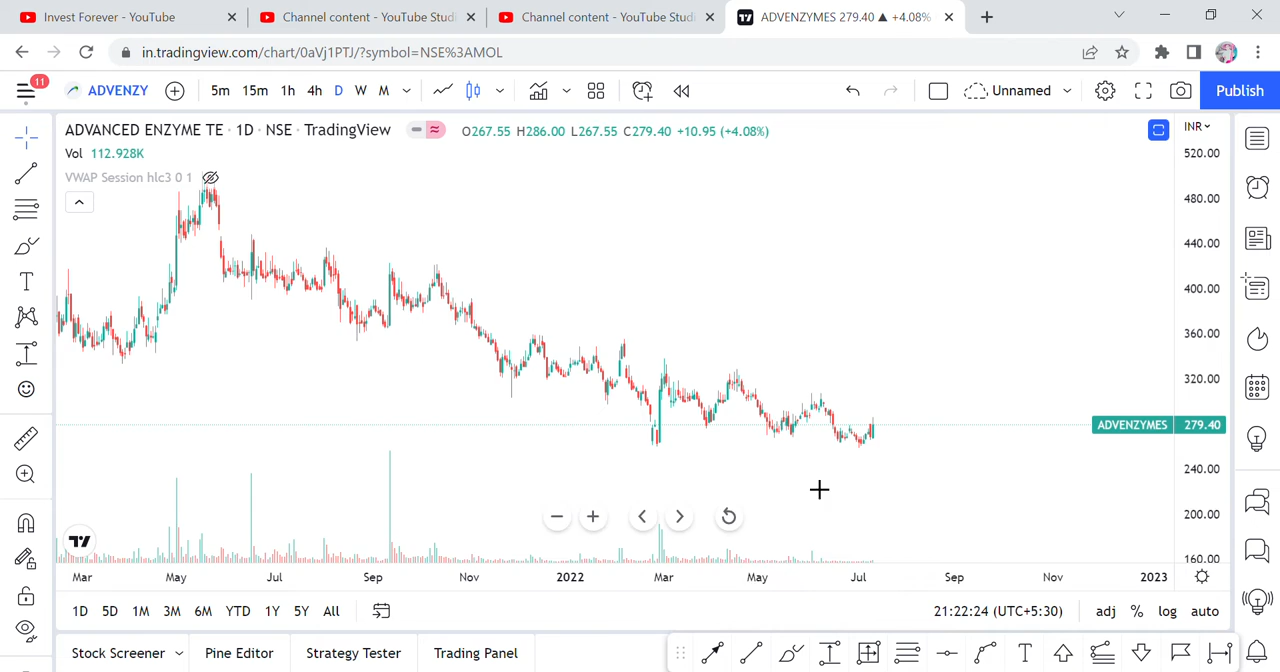 Invest Forever - YouTube
Channel content - YouTube Studi
Channel content - YouTube Studi
ADVENZYMES 279.40 ▲ +4.08%
in.tradingview.com/chart/0aVj1PTJ/?symbol=NSE%3AMOL
11
ADVENZY
5m 15m 1h 4h D W M
Unnamed
Publish
ADVANCED ENZYME TE · 1D · NSE · TradingView
O267.55 H286.00 L267.55 C279.40 +10.95 (+4.08%)
INR
Vol 112.928K
VWAP Session hlc3 0 1
520.00
480.00
440.00
400.00
360.00
320.00
ADVENZYMES 279.40
240.00
200.00
160.00
Mar May Jul Sep Nov 2022 Mar May Jul Sep Nov 2023
1D 5D 1M 3M 6M YTD 1Y 5Y All
21:22:24 (UTC+5:30)
adj % log auto
Stock Screener
Pine Editor
Strategy Tester
Trading Panel